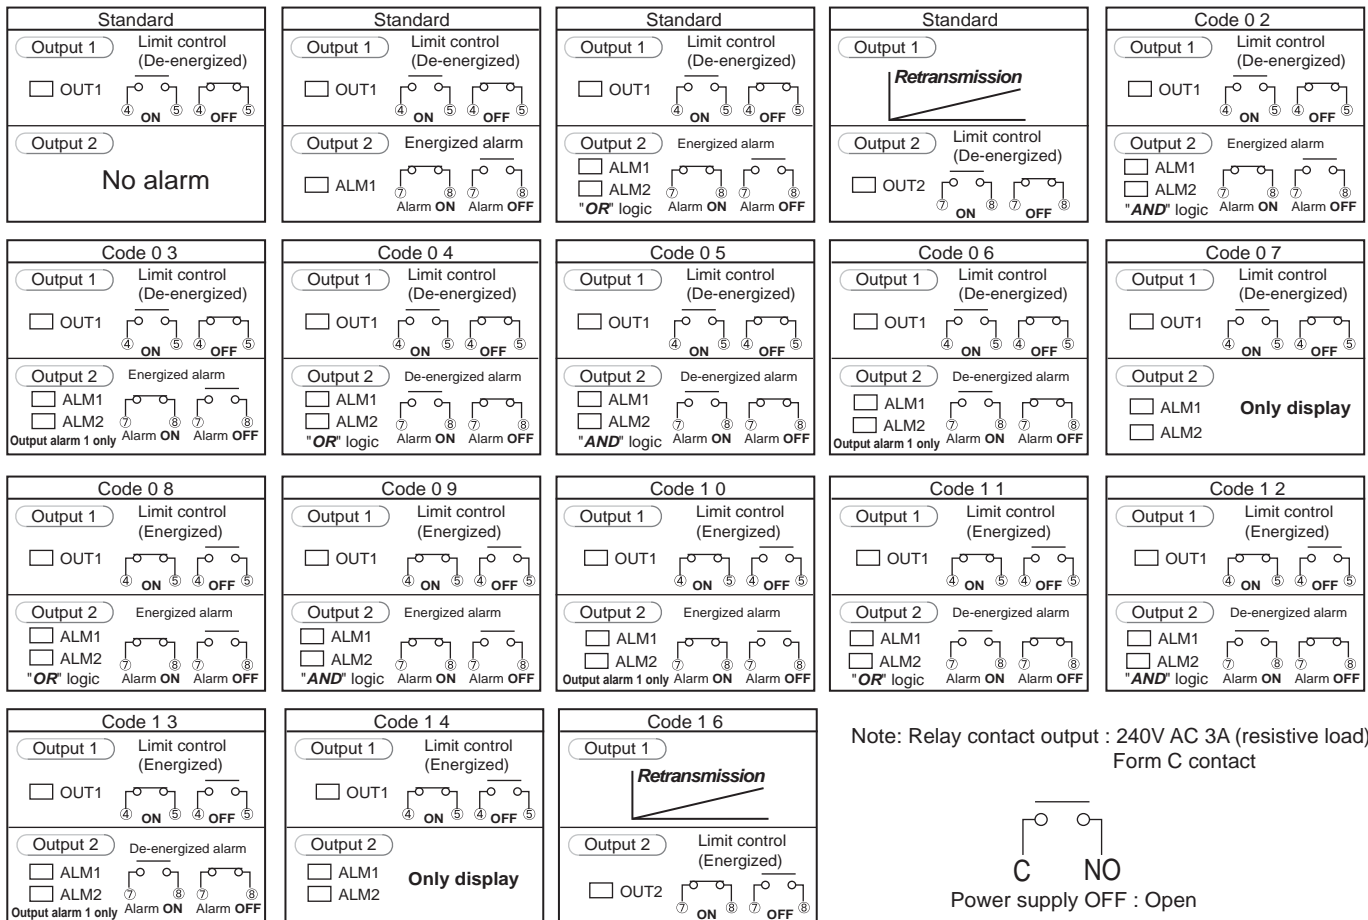 Standard
Output 1 Limit control
(De-energized)
OUT1
④ ON ⑤ ④ OFF ⑤
Output 2
No alarm
Standard
Output 1 Limit control
(De-energized)
OUT1
④ ON ⑤ ④ OFF ⑤
Output 2 Energized alarm
ALM1
⑦ ⑧ ⑦ ⑧
Alarm ON Alarm OFF
Standard
Output 1 Limit control
(De-energized)
OUT1
④ ON ⑤ ④ OFF ⑤
Output 2 Energized alarm
ALM1
ALM2
⑦ ⑧ ⑦ ⑧
"OR" logic Alarm ON Alarm OFF
Standard
Output 1
Retransmission
Output 2 Limit control
(De-energized)
OUT2
⑦ ON ⑧ ⑦ OFF ⑧
Code 0 2
Output 1 Limit control
(De-energized)
OUT1
④ ON ⑤ ④ OFF ⑤
Output 2 Energized alarm
ALM1
ALM2
⑦ ⑧ ⑦ ⑧
"AND" logic Alarm ON Alarm OFF
Code 0 3
Output 1 Limit control
(De-energized)
OUT1
④ ON ⑤ ④ OFF ⑤
Output 2 Energized alarm
ALM1
ALM2
⑦ ⑧ ⑦ ⑧
Output alarm 1 only Alarm ON Alarm OFF
Code 0 4
Output 1 Limit control
(De-energized)
OUT1
④ ON ⑤ ④ OFF ⑤
Output 2 De-energized alarm
ALM1
ALM2
⑦ ⑧ ⑦ ⑧
"OR" logic Alarm ON Alarm OFF
Code 0 5
Output 1 Limit control
(De-energized)
OUT1
④ ON ⑤ ④ OFF ⑤
Output 2 De-energized alarm
ALM1
ALM2
⑦ ⑧ ⑦ ⑧
"AND" logic Alarm ON Alarm OFF
Code 0 6
Output 1 Limit control
(De-energized)
OUT1
④ ON ⑤ ④ OFF ⑤
Output 2 De-energized alarm
ALM1
ALM2
⑦ ⑧ ⑦ ⑧
Output alarm 1 only Alarm ON Alarm OFF
Code 0 7
Output 1 Limit control
(De-energized)
OUT1
④ ON ⑤ ④ OFF ⑤
Output 2
ALM1 Only display
ALM2
Code 0 8
Output 1 Limit control
(Energized)
OUT1
④ ON ⑤ ④ OFF ⑤
Output 2 Energized alarm
ALM1
ALM2
⑦ ⑧ ⑦ ⑧
"OR" logic Alarm ON Alarm OFF
Code 0 9
Output 1 Limit control
(Energized)
OUT1
④ ON ⑤ ④ OFF ⑤
Output 2 Energized alarm
ALM1
ALM2
⑦ ⑧ ⑦ ⑧
"AND" logic Alarm ON Alarm OFF
Code 1 0
Output 1 Limit control
(Energized)
OUT1
④ ON ⑤ ④ OFF ⑤
Output 2 Energized alarm
ALM1
ALM2
⑦ ⑧ ⑦ ⑧
Output alarm 1 only Alarm ON Alarm OFF
Code 1 1
Output 1 Limit control
(Energized)
OUT1
④ ON ⑤ ④ OFF ⑤
Output 2 De-energized alarm
ALM1
ALM2
⑦ ⑧ ⑦ ⑧
"OR" logic Alarm ON Alarm OFF
Code 1 2
Output 1 Limit control
(Energized)
OUT1
④ ON ⑤ ④ OFF ⑤
Output 2 De-energized alarm
ALM1
ALM2
⑦ ⑧ ⑦ ⑧
"AND" logic Alarm ON Alarm OFF
Code 1 3
Output 1 Limit control
(Energized)
OUT1
④ ON ⑤ ④ OFF ⑤
Output 2 De-energized alarm
ALM1
ALM2
⑦ ⑧ ⑦ ⑧
Output alarm 1 only Alarm ON Alarm OFF
Code 1 4
Output 1 Limit control
(Energized)
OUT1
④ ON ⑤ ④ OFF ⑤
Output 2
ALM1 Only display
ALM2
Code 1 6
Output 1
Retransmission
Output 2 Limit control
(Energized)
OUT2
⑦ ON ⑧ ⑦ OFF ⑧
Note: Relay contact output : 240V AC 3A (resistive load)
Form C contact
C NO
Power supply OFF : Open